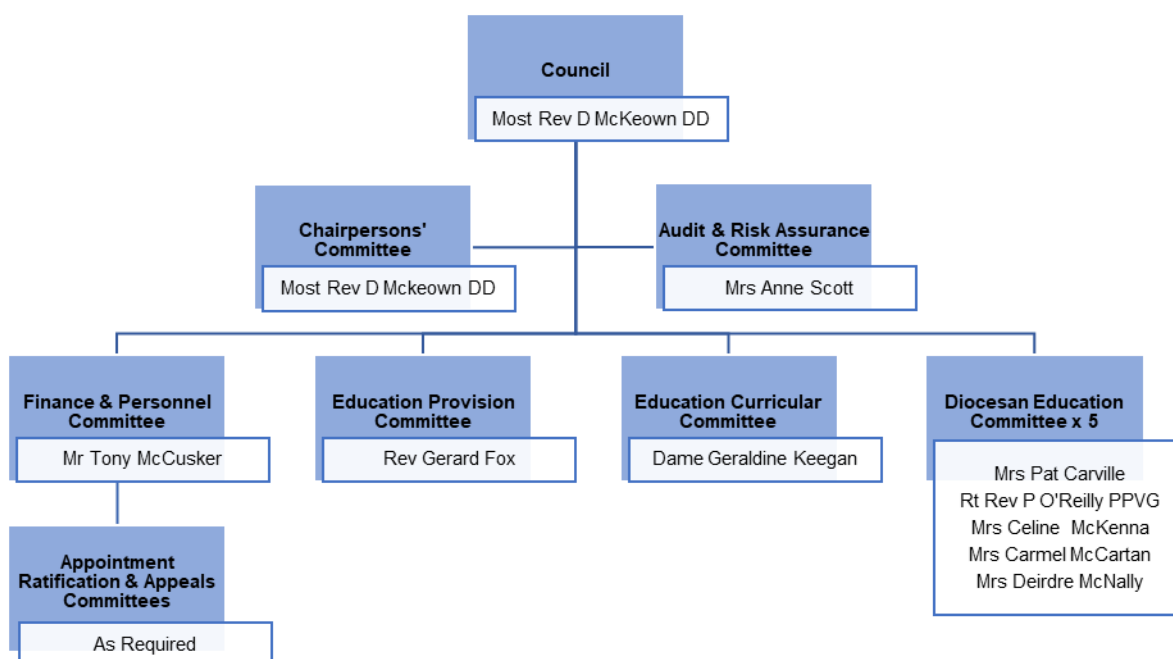 Council
Most Rev D McKeown DD
Chairpersons'
Committee
Most Rev D Mckeown DD
Audit & Risk Assurance
Committee
Mrs Anne Scott
Finance & Personnel
Committee
Mr Tony McCusker
Education Provision
Committee
Rev Gerard Fox
Education Curricular
Committee
Dame Geraldine Keegan
Diocesan Education
Committee x 5
Mrs Pat Carville
Rt Rev P O'Reilly PPVG
Mrs Celine McKenna
Mrs Carmel McCartan
Mrs Deirdre McNally
Appointment
Ratification & Appeals
Committees
As Required